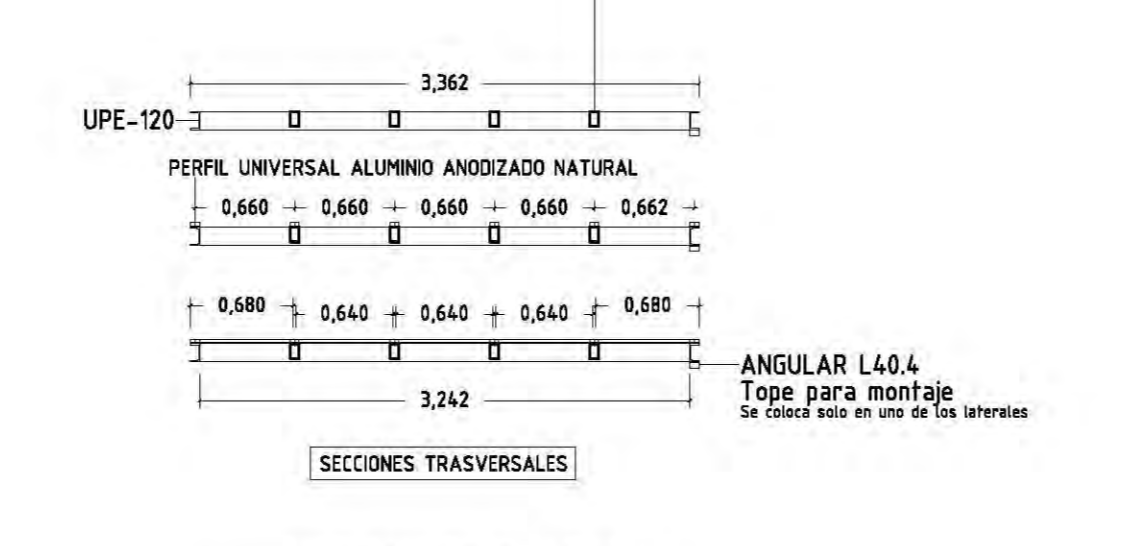 3,362
UPE-120
PERFIL UNIVERSAL ALUMINIO ANODIZADO NATURAL
0,660 0,660 0,660 0,660 0,662
0,680 0,640 0,640 0,640 0,680
ANGULAR L40.4
Tope para montaje
Se coloca solo en uno de los laterales
3,242
SECCIONES TRASVERSALES